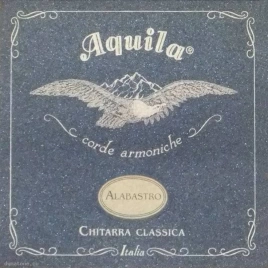 Aquila®
corde armoniche
ALABASTRO
CHITARRA CLASSICA
Italia